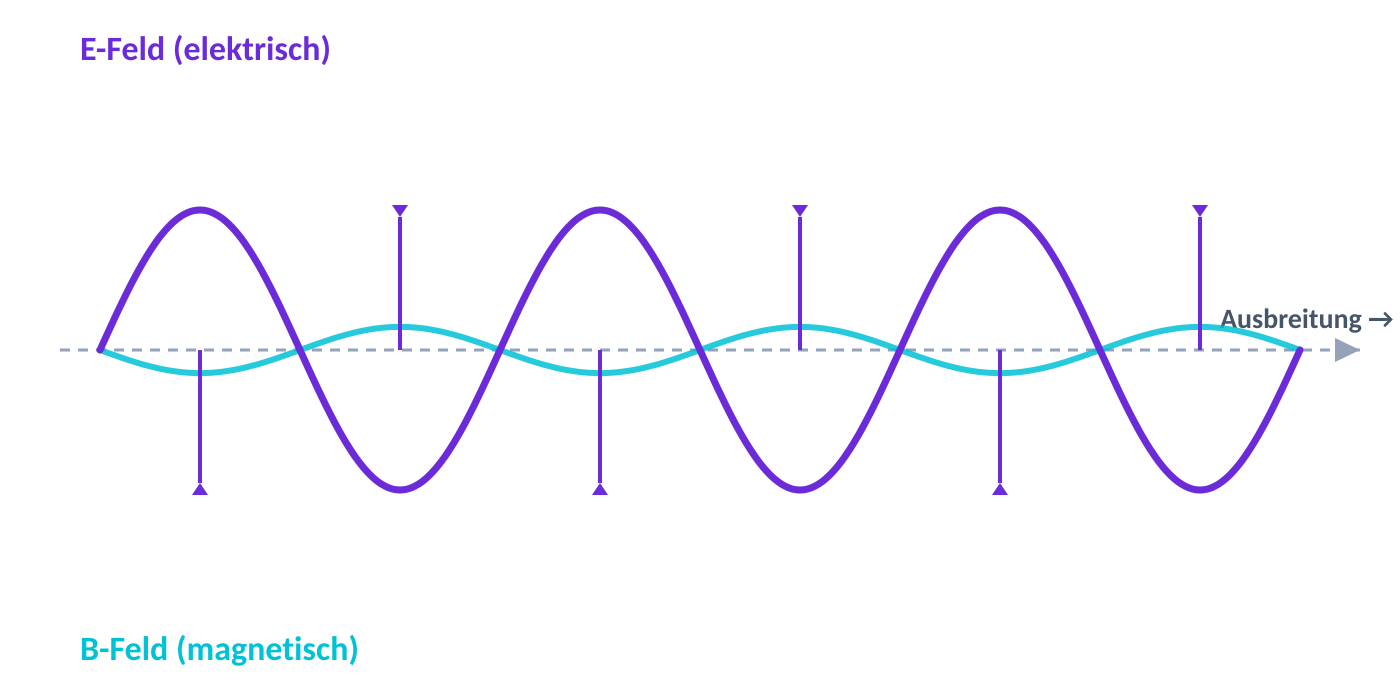 E-Feld (elektrisch)
Ausbreitung →
B-Feld (magnetisch)